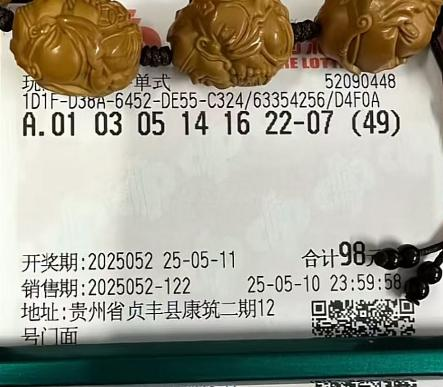 单式 52090448
1D1F-D38A-6452-DE55-C324/63354256/D4F0A
A.01 03 05 14 16 22-07 (49)
开奖期:2025052 25-05-11 合计98元
销售期:2025052-122 25-05-10 23:59:58
地址:贵州省贞丰县康筑二期12
号门面